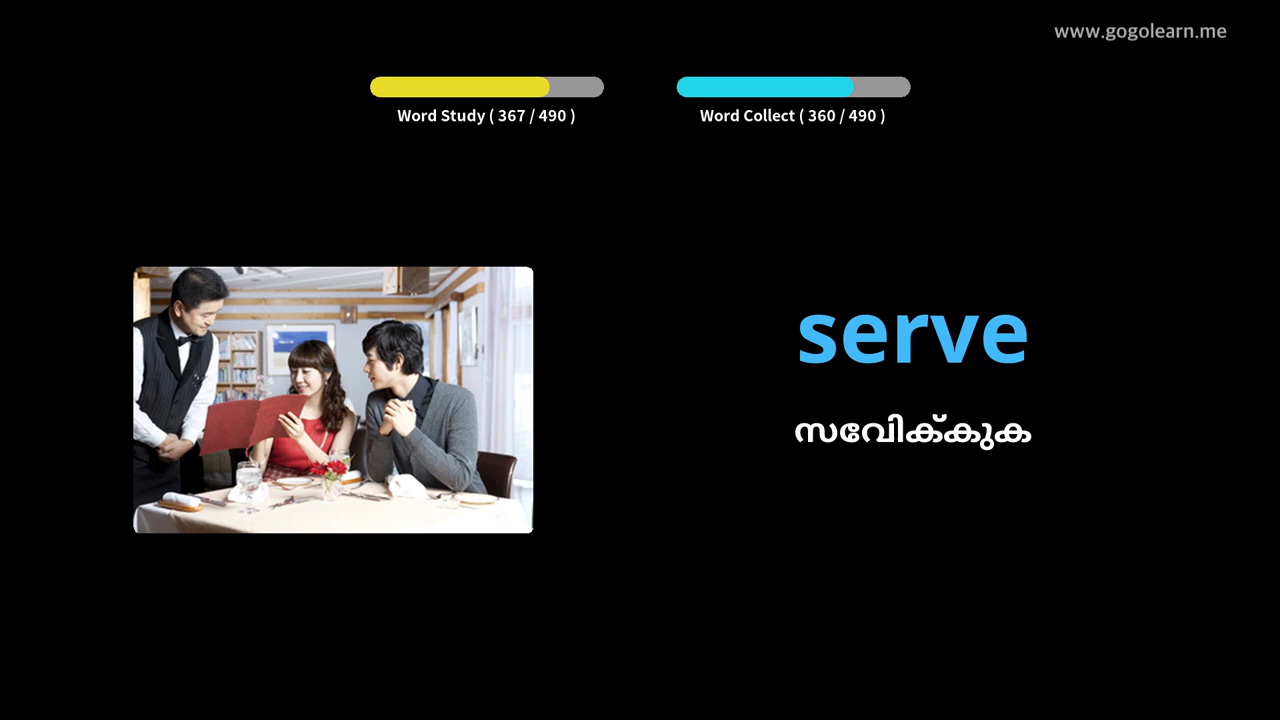 www.gogolearn.me
Word Study ( 367 / 490 )
Word Collect ( 360 / 490 )
serve
സവേിക്കുക